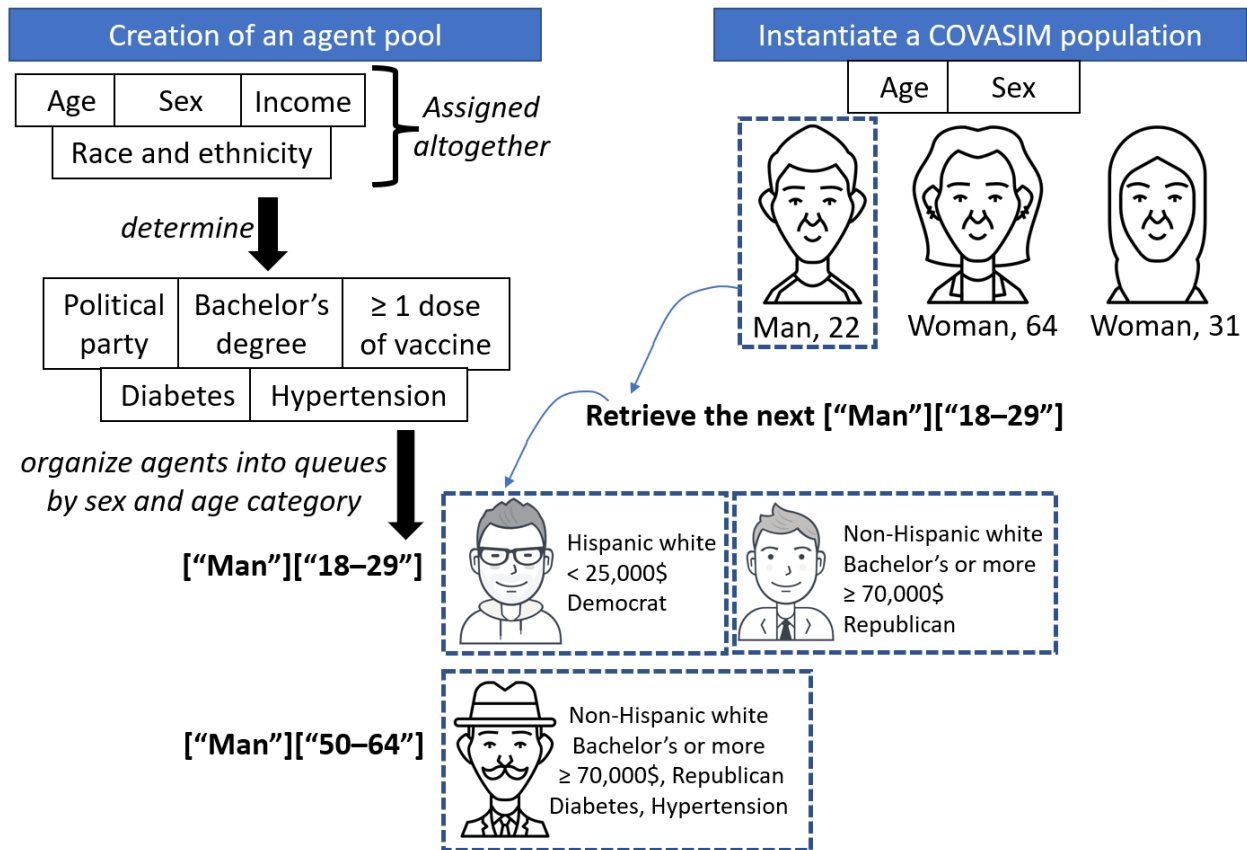 Creation of an agent pool
Age
Sex
Income
Race and ethnicity
Assigned
altogether
determine
Political
party
Bachelor’s
degree
≥ 1 dose
of vaccine
Diabetes
Hypertension
organize agents into queues
by sex and age category
Instantiate a COVASIM population
Age
Sex
Man, 22
Woman, 64
Woman, 31
Retrieve the next [“Man”][“18–29”]
[“Man”][“18–29”]
Hispanic white
< 25,000$
Democrat
Non-Hispanic white
Bachelor’s or more
≥ 70,000$
Republican
[“Man”][“50–64”]
Non-Hispanic white
Bachelor’s or more
≥ 70,000$, Republican
Diabetes, Hypertension